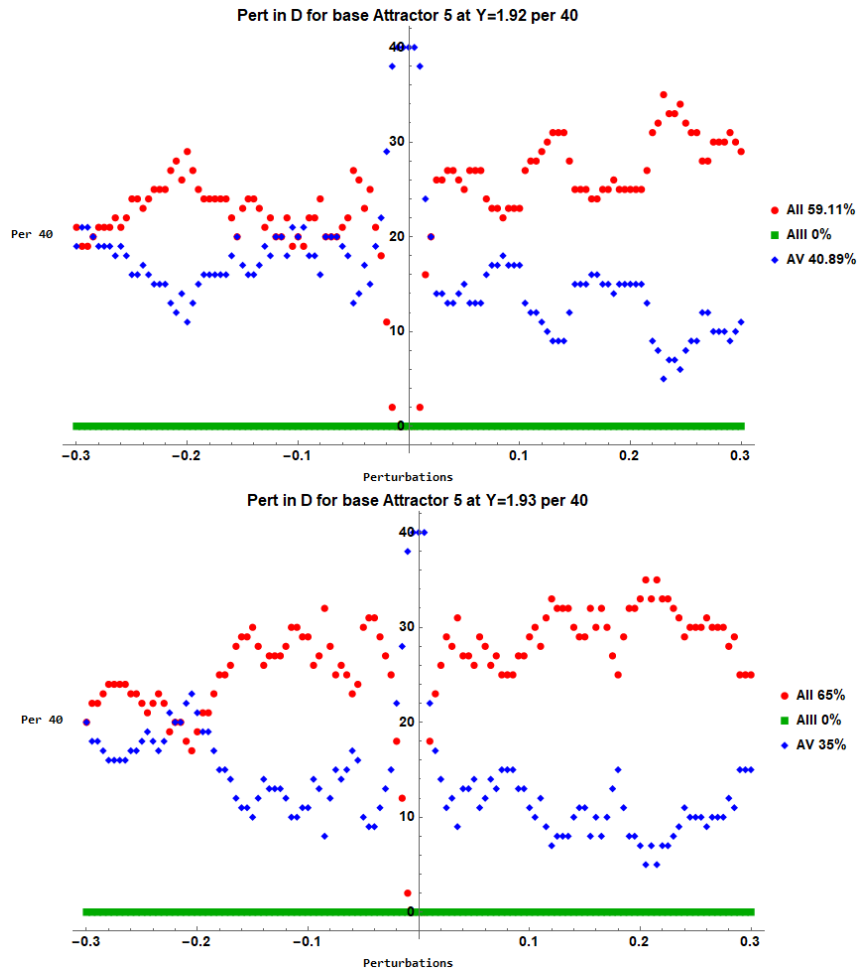 Pert in D for base Attractor 5 at Y=1.92 per 40
40
30
AII 59.11%
Per 40
20
AIII 0%
AV 40.89%
10
0
−0.3 −0.2 −0.1 0.1 0.2 0.3
Perturbations
Pert in D for base Attractor 5 at Y=1.93 per 40
40
30
AII 65%
Per 40
20
AIII 0%
AV 35%
10
0
−0.3 −0.2 −0.1 0.1 0.2 0.3
Perturbations